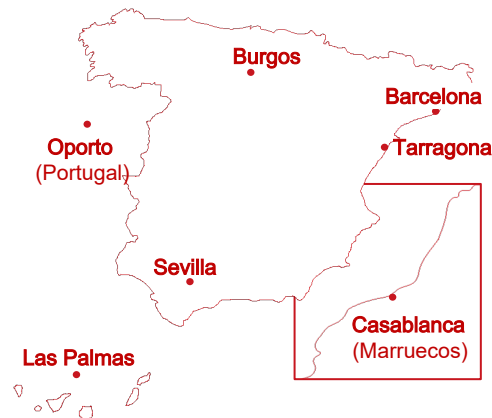 Burgos
Barcelona
Oporto
(Portugal)
Tarragona
Sevilla
Casablanca
(Marruecos)
Las Palmas